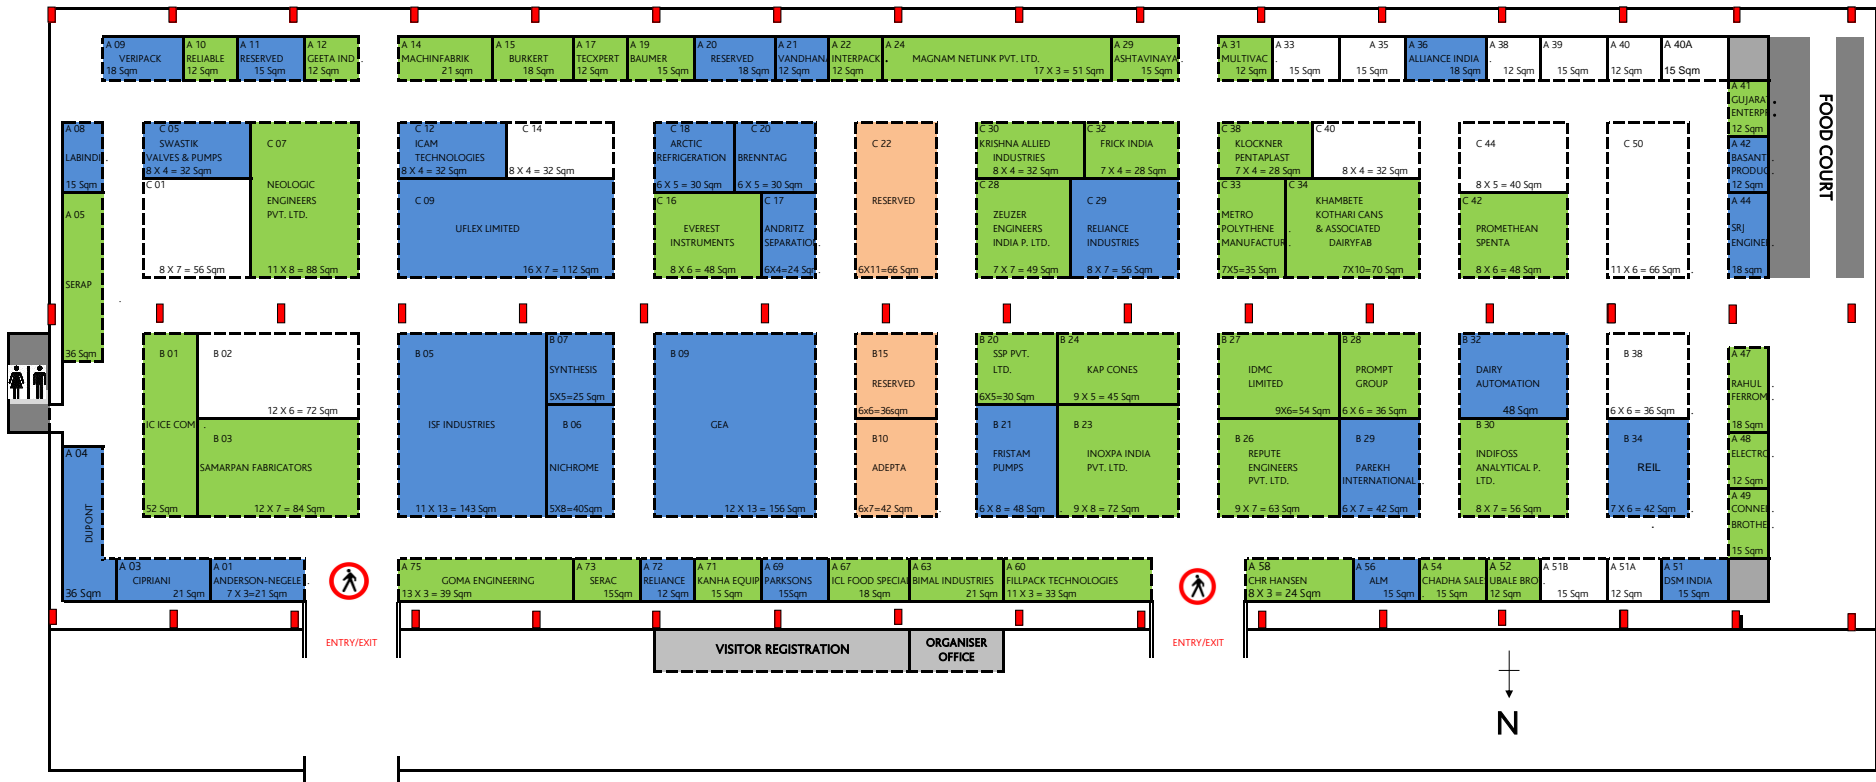 A 09
VERIPACK
18 Sqm
A 10
RELIABLE
12 Sqm
A 11
RESERVED
15 Sqm
A 12
GEETA IND
12 Sqm
A 14
MACHINFABRIK
21 sqm
A 15
BURKERT
18 Sqm
A 17
TECXPERT
12 Sqm
A 19
BAUMER
15 Sqm
A 20
RESERVED
18 Sqm
A 21
VANDHAN
12 Sqm
A 22
INTERPACK
12 Sqm
A 24
MAGNAM NETLINK PVT. LTD.
17 X 3 = 51 Sqm
A 29
ASHTAVINAYA
15 Sqm
A 31
MULTIVAC
12 Sqm
A 33
15 Sqm
A 35
15 Sqm
A 36
ALLIANCE INDIA
18 Sqm
A 38
12 Sqm
A 39
15 Sqm
A 40
12 Sqm
A 40A
15 Sqm
A 41
GUJARA
ENTERPE
12 Sqm
A 42
BASANT
PRODUC
12 Sqm
A 44
SRJ
ENGINEE
18 sqm
FOOD COURT
A 08
LABINDI
15 Sqm
A 05
SERAP
36 Sqm
C 05
SWASTIK
VALVES & PUMPS
8 X 4 = 32 Sqm
C 01
8 X 7 = 56 Sqm
C 07
NEOLOGIC
ENGINEERS
PVT. LTD.
11 X 8 = 88 Sqm
C 12
ICAM
TECHNOLOGIES
8 X 4 = 32 Sqm
C 14
8 X 4 = 32 Sqm
C 09
UFLEX LIMITED
16 X 7 = 112 Sqm
C 18
ARCTIC
REFRIGERATION
6 X 5 = 30 Sqm
C 20
BRENNTAG
6 X 5 = 30 Sqm
C 16
EVEREST
INSTRUMENTS
8 X 6 = 48 Sqm
C 17
ANDRITZ
SEPARATIO
6X4=24 Sqm
C 22
RESERVED
6X11=66 Sqm
C 30
KRISHNA ALLIED
INDUSTRIES
8 X 4 = 32 Sqm
C 32
FRICK INDIA
7 X 4 = 28 Sqm
C 28
ZEUZER
ENGINEERS
INDIA P. LTD.
7 X 7 = 49 Sqm
C 29
RELIANCE
INDUSTRIES
8 X 7 = 56 Sqm
C 38
KLOCKNER
PENTAPLAST
7 X 4 = 28 Sqm
C 40
8 X 4 = 32 Sqm
C 33
METRO
POLYTHENE
MANUFACTUR
7X5=35 Sqm
C 34
KHAMBETE
KOTHARI CANS
& ASSOCIATED
DAIRYFAB
7X10=70 Sqm
C 44
8 X 5 = 40 Sqm
C 42
PROMETHEAN
SPENTA
8 X 6 = 48 Sqm
C 50
11 X 6 = 66 Sqm
B 01
IC ICE COM
52 Sqm
B 02
12 X 6 = 72 Sqm
B 03
SAMARPAN FABRICATORS
12 X 7 = 84 Sqm
B 05
ISF INDUSTRIES
11 X 13 = 143 Sqm
B 07
SYNTHESIS
5X5=25 Sqm
B 06
NICHROME
5X8=40Sqm
B 09
GEA
12 X 13 = 156 Sqm
B15
RESERVED
6x6=36sqm
B10
ADEPTA
6x7=42 Sqm
B 20
SSP PVT.
LTD.
6X5=30 Sqm
B 24
KAP CONES
9 X 5 = 45 Sqm
B 21
FRISTAM
PUMPS
6 X 8 = 48 Sqm
B 23
INOXPA INDIA
PVT. LTD.
9 X 8 = 72 Sqm
B 27
IDMC
LIMITED
9X6=54 Sqm
B 28
PROMPT
GROUP
6 X 6 = 36 Sqm
B 26
REPUTE
ENGINEERS
PVT. LTD.
9 X 7 = 63 Sqm
B 29
PAREKH
INTERNATIONAL
6 X 7 = 42 Sqm
B 32
DAIRY
AUTOMATION
48 Sqm
B 30
INDIFOSS
ANALYTICAL P.
LTD.
8 X 7 = 56 Sqm
B 38
6 X 6 = 36 Sqm
B 34
REIL
7 X 6 = 42 Sqm
A 47
RAHUL
FERROM
18 Sqm
A 48
ELECTRO
12 Sqm
A 49
CONNE
BROTHE
15 Sqm
A 04
DUPONT
36 Sqm
A 03
CIPRIANI
21 Sqm
A 01
ANDERSON-NEGELE
7 X 3=21 Sqm
A 75
GOMA ENGINEERING
13 X 3 = 39 Sqm
A 73
SERAC
15Sqm
A 72
RELIANCE
12 Sqm
A 71
KANHA EQUIP
15 Sqm
A 69
PARKSONS
15Sqm
A 67
ICL FOOD SPECIAL
18 Sqm
A 63
BIMAL INDUSTRIES
21 Sqm
A 60
FILLPACK TECHNOLOGIES
11 X 3 = 33 Sqm
A 58
CHR HANSEN
8 X 3 = 24 Sqm
A 56
ALM
15 Sqm
A 54
CHADHA SALE
15 Sqm
A 52
UBALE BRO
12 Sqm
A 51B
15 Sqm
A 51A
12 Sqm
A 51
DSM INDIA
15 Sqm
ENTRY/EXIT
VISITOR REGISTRATION
ORGANISER
OFFICE
ENTRY/EXIT
N